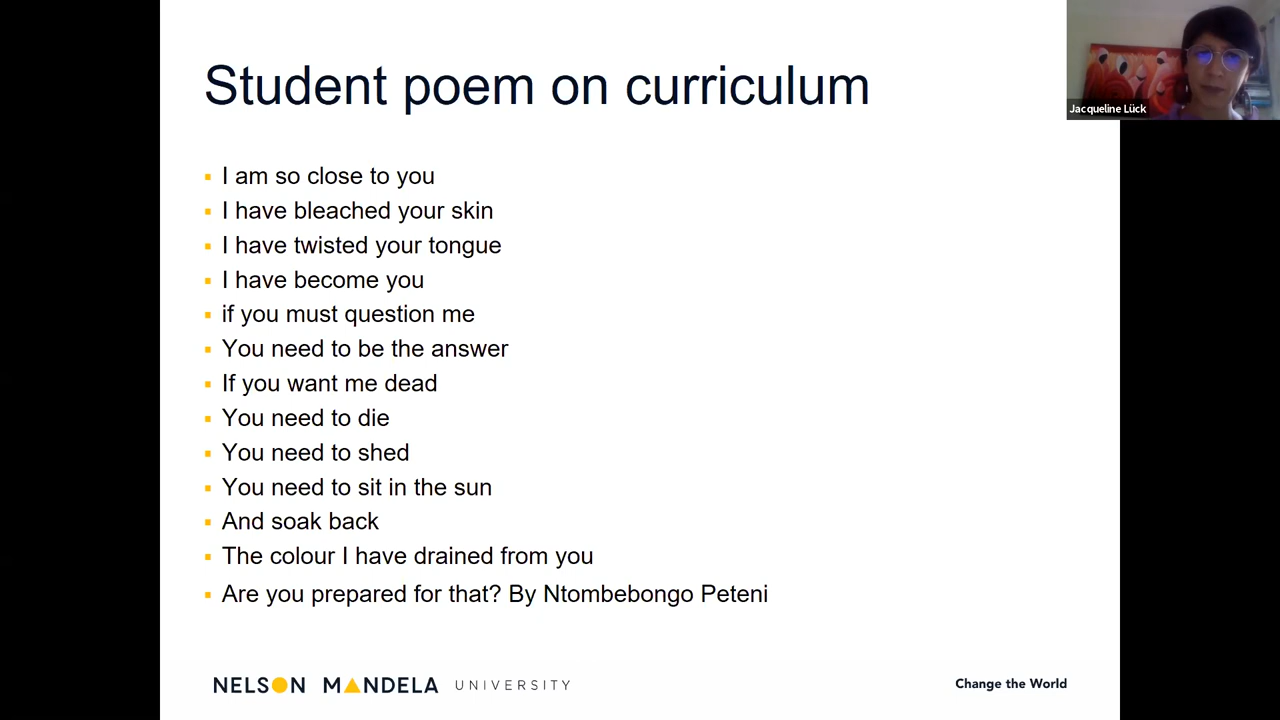 Student poem on curriculum
Jacqueline Lück
I am so close to you
I have bleached your skin
I have twisted your tongue
I have become you
if you must question me
You need to be the answer
If you want me dead
You need to die
You need to shed
You need to sit in the sun
And soak back
The colour I have drained from you
Are you prepared for that? By Ntombebongo Peteni
NELSON MANDELA UNIVERSITY
Change the World